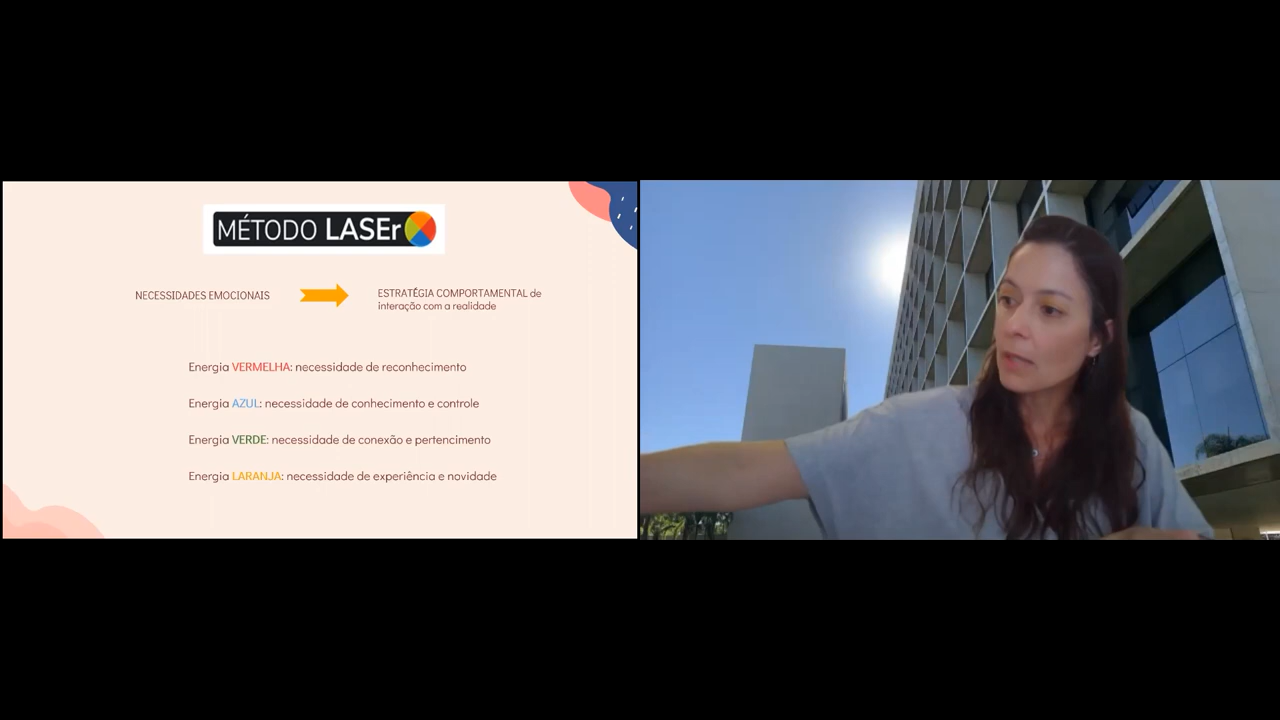 MÉTODO LASEr
NECESSIDADES EMOCIONAIS
ESTRATÉGIA COMPORTAMENTAL de
interação com a realidade
Energia VERMELHA: necessidade de reconhecimento
Energia AZUL: necessidade de conhecimento e controle
Energia VERDE: necessidade de conexão e pertencimento
Energia LARANJA: necessidade de experiência e novidade